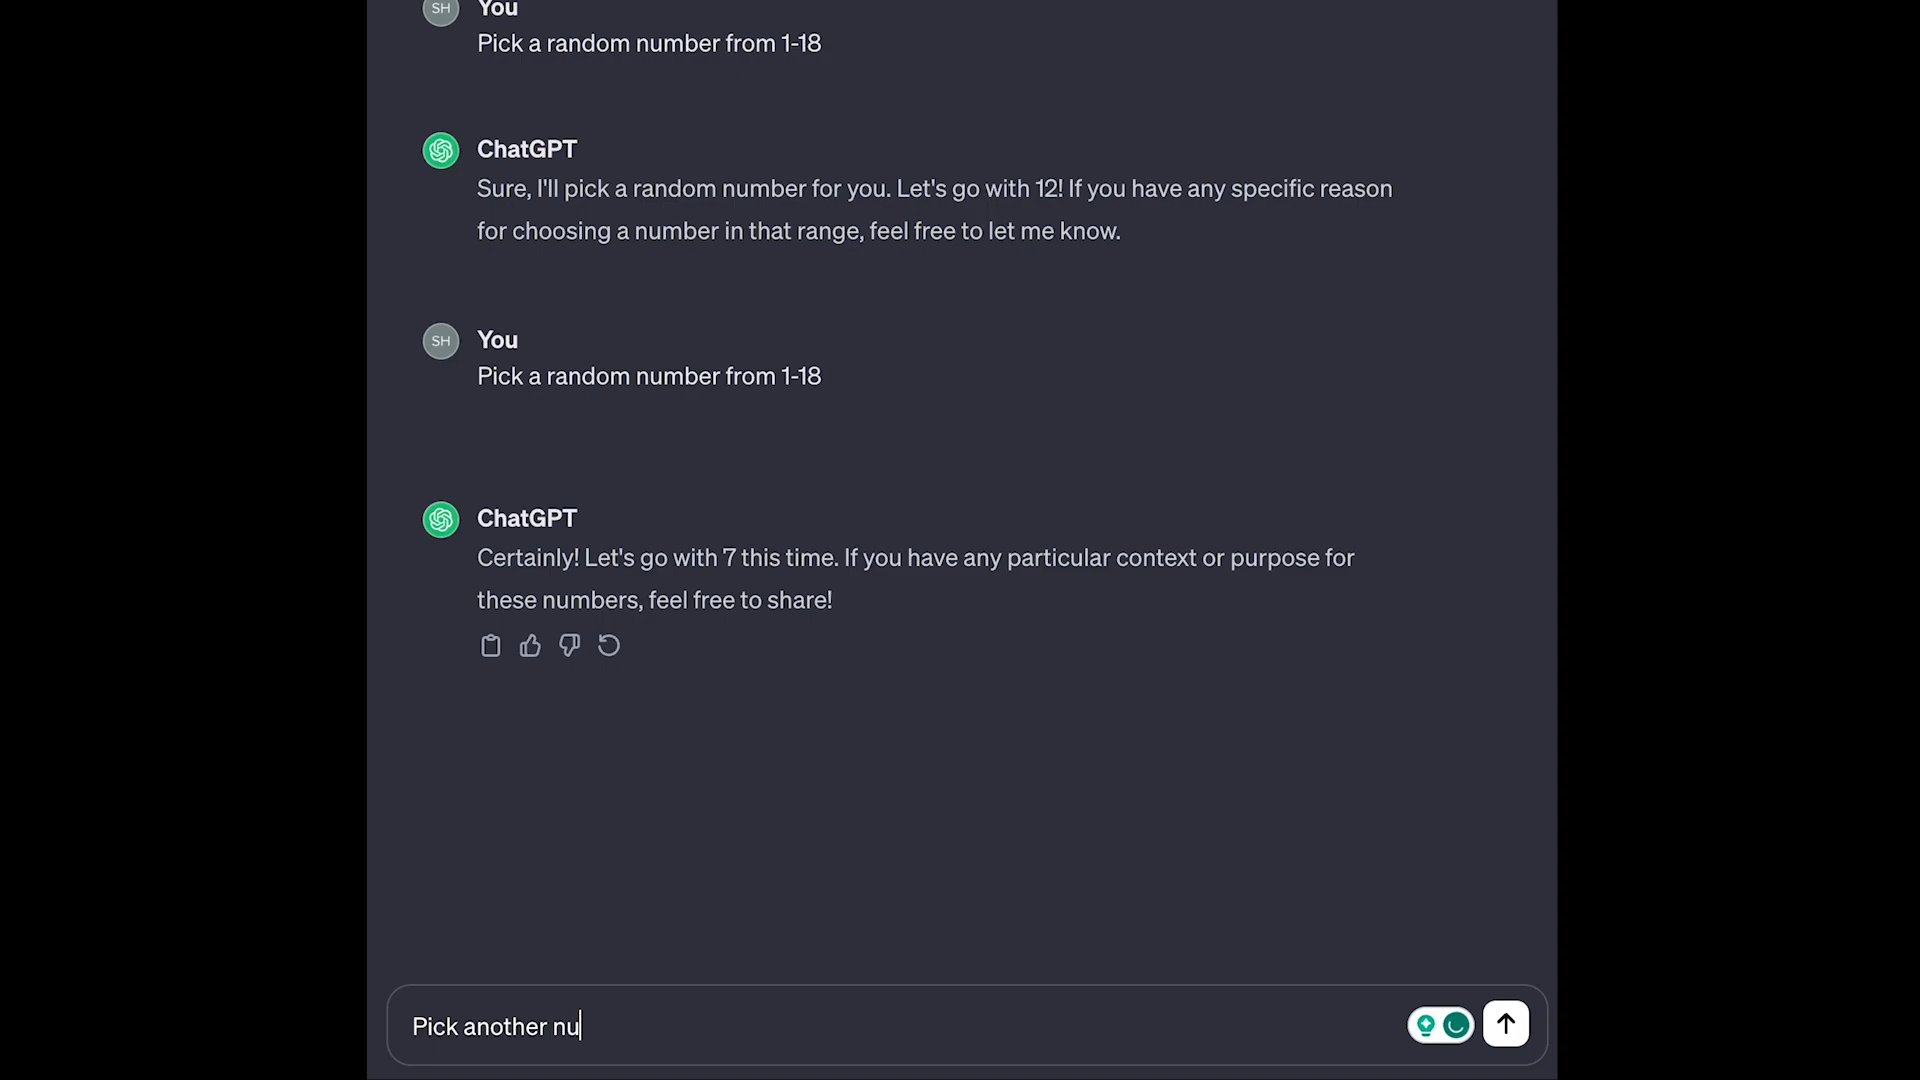 SH
You
Pick a random number from 1-18
ChatGPT
Sure, I'll pick a random number for you. Let's go with 12! If you have any specific reason
for choosing a number in that range, feel free to let me know.
SH
You
Pick a random number from 1-18
ChatGPT
Certainly! Let's go with 7 this time. If you have any particular context or purpose for
these numbers, feel free to share!
Pick another nu